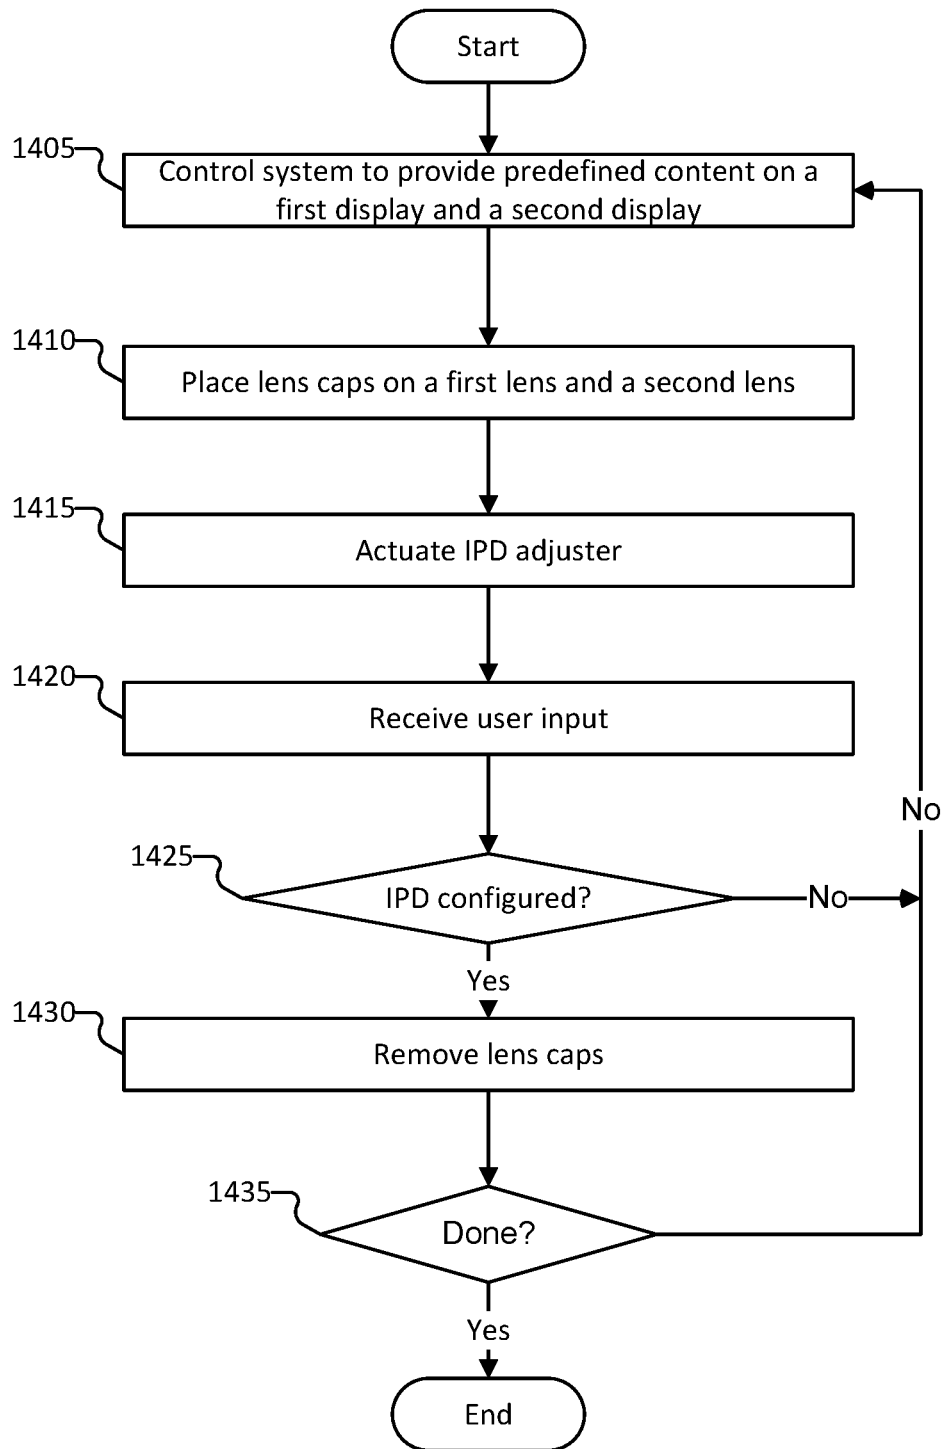 Start
1405
Control system to provide predefined content on a
first display and a second display
1410
Place lens caps on a first lens and a second lens
1415
Actuate IPD adjuster
1420
Receive user input
No
1425
IPD configured?
No
Yes
1430
Remove lens caps
1435
Done?
Yes
End